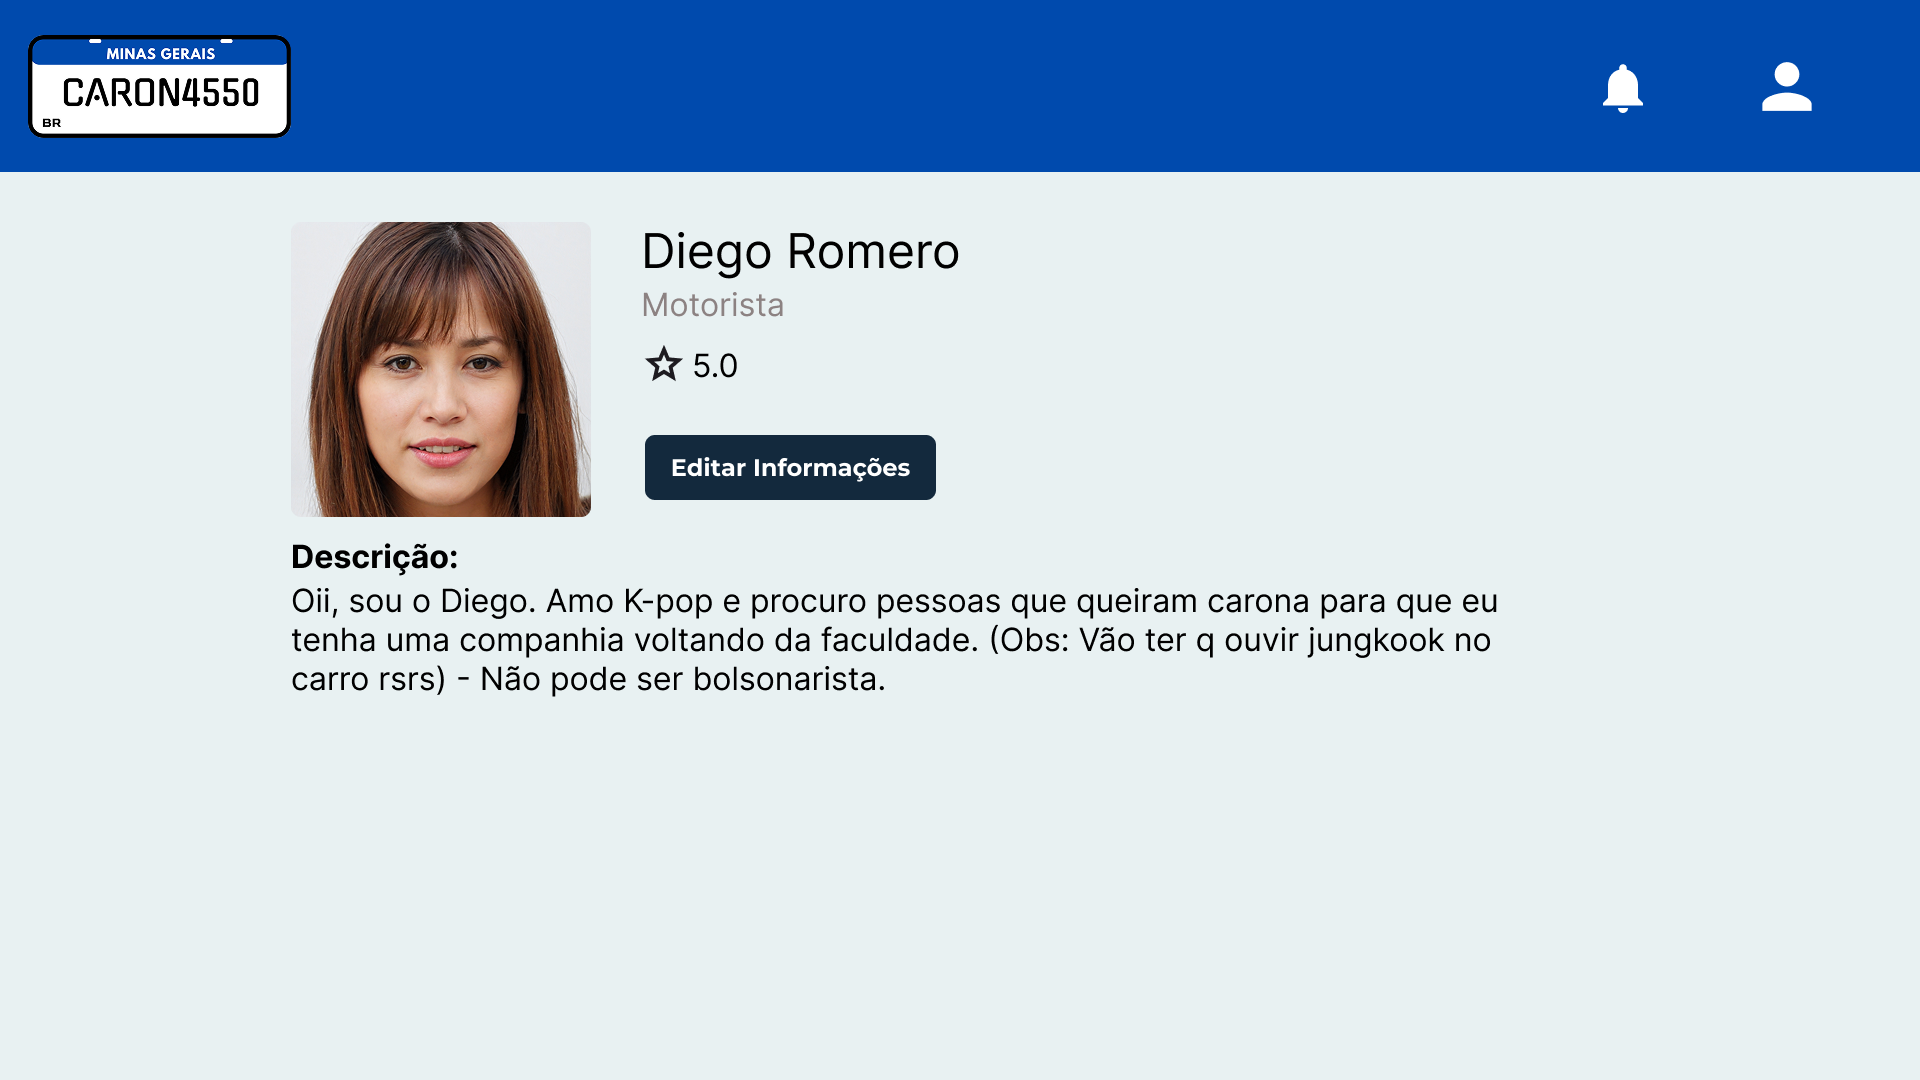 MINAS GERAIS
CARON4550
BR
Diego Romero
Motorista
5.0
Editar Informações
Descrição:
Oii, sou o Diego. Amo K-pop e procuro pessoas que queiram carona para que eu
tenha uma companhia voltando da faculdade. (Obs: Vão ter q ouvir jungkook no
carro rsrs) - Não pode ser bolsonarista.